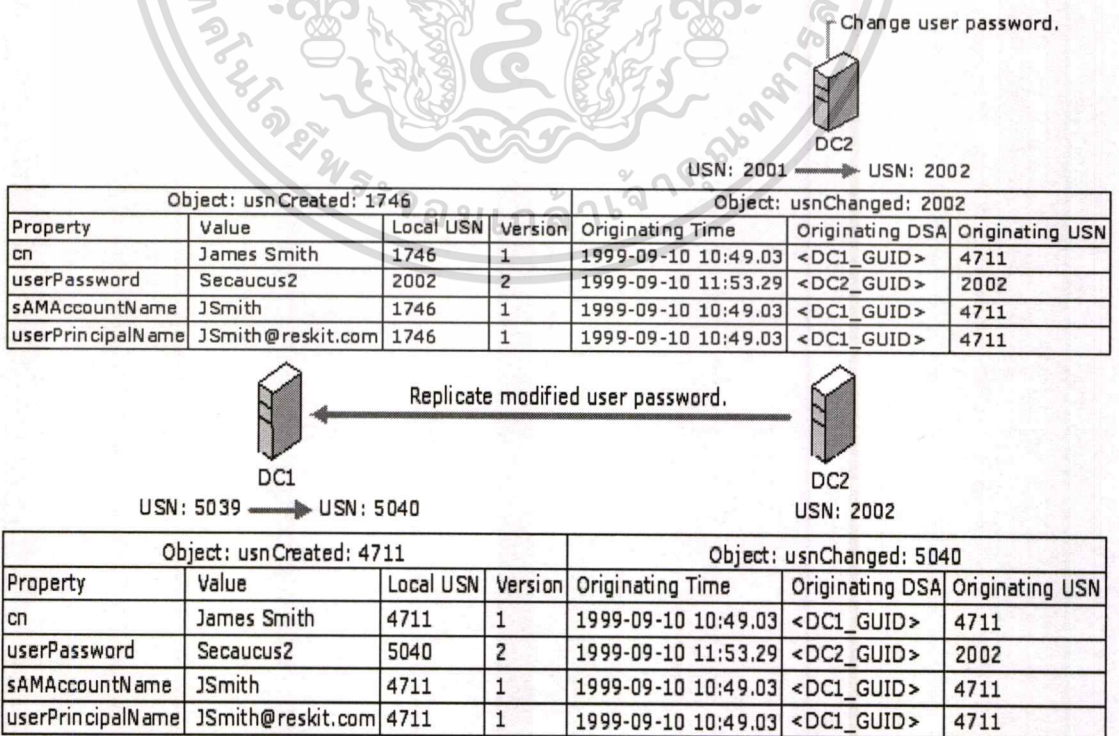 Change user password.
DC2
USN: 2001 USN: 2002
Object: usnCreated: 1746 Object: usnChanged: 2002
Property Value Local USN Version Originating Time Originating DSA Originating USN
cn James Smith 1746 1 1999-09-10 10:49.03 <DC1_GUID> 4711
userPassword Secaucus2 2002 2 1999-09-10 11:53.29 <DC2_GUID> 2002
sAMAccountName JSmith 1746 1 1999-09-10 10:49.03 <DC1_GUID> 4711
userPrincipalName JSmith@reskit.com 1746 1 1999-09-10 10:49.03 <DC1_GUID> 4711
Replicate modified user password.
DC1 DC2
USN: 5039 USN: 5040 USN: 2002
Object: usnCreated: 4711 Object: usnChanged: 5040
Property Value Local USN Version Originating Time Originating DSA Originating USN
cn James Smith 4711 1 1999-09-10 10:49.03 <DC1_GUID> 4711
userPassword Secaucus2 5040 2 1999-09-10 11:53.29 <DC2_GUID> 2002
sAMAccountName JSmith 4711 1 1999-09-10 10:49.03 <DC1_GUID> 4711
userPrincipalName JSmith@reskit.com 4711 1 1999-09-10 10:49.03 <DC1_GUID> 4711